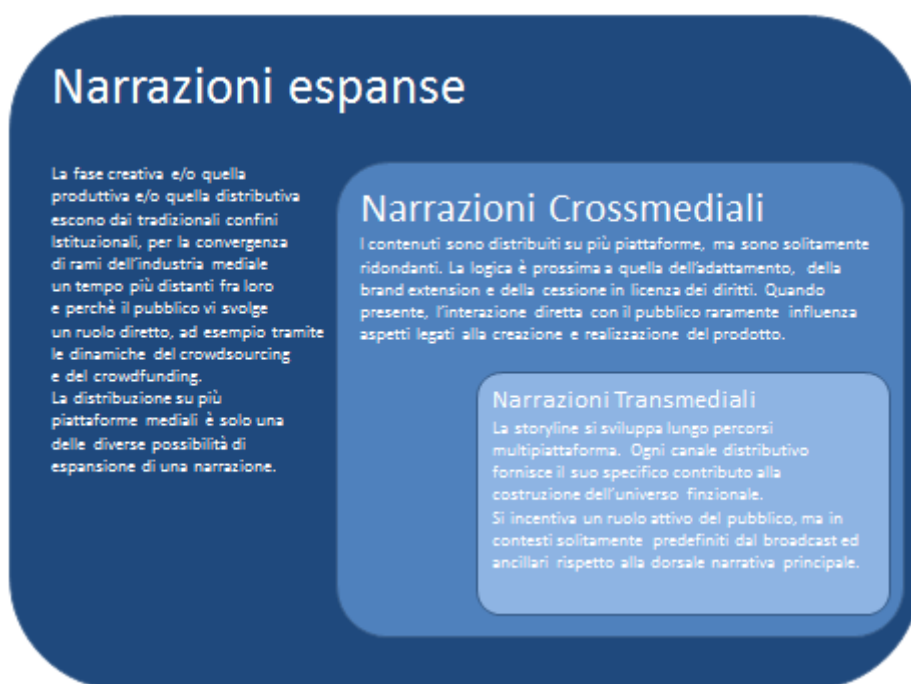 Narrazioni espanse
La fase creativa e/o quella
produttiva e/o quella distributiva
escono dai tradizionali confini
Istituzionali, per la convergenza
di rami dell'industria mediale
un tempo più distanti fra loro
e perchè il pubblico vi svolge
un ruolo diretto, ad esempio tramite
le dinamiche del crowdsourcing
e del crowdfunding.
La distribuzione su più
piattaforme mediali è solo una
delle diverse possibilità di
espansione di una narrazione.
Narrazioni Crossmediali
I contenuti sono distribuiti su più piattaforme, ma sono solitamente
ridondanti. La logica è prossima a quella dell'adattamento, della
brand extension e della cessione in licenza dei diritti. Quando
presente, l'interazione diretta con il pubblico raramente influenza
aspetti legati alla creazione e realizzazione del prodotto.
Narrazioni Transmediali
La storyline si sviluppa lungo percorsi
multipiattaforma. Ogni canale distributivo
fornisce il suo specifico contributo alla
costruzione dell'universo finzionale.
Si incentiva un ruolo attivo del pubblico, ma in
contesti solitamente predefiniti dal broadcast ed
ancillari rispetto alla dorsale narrativa principale.